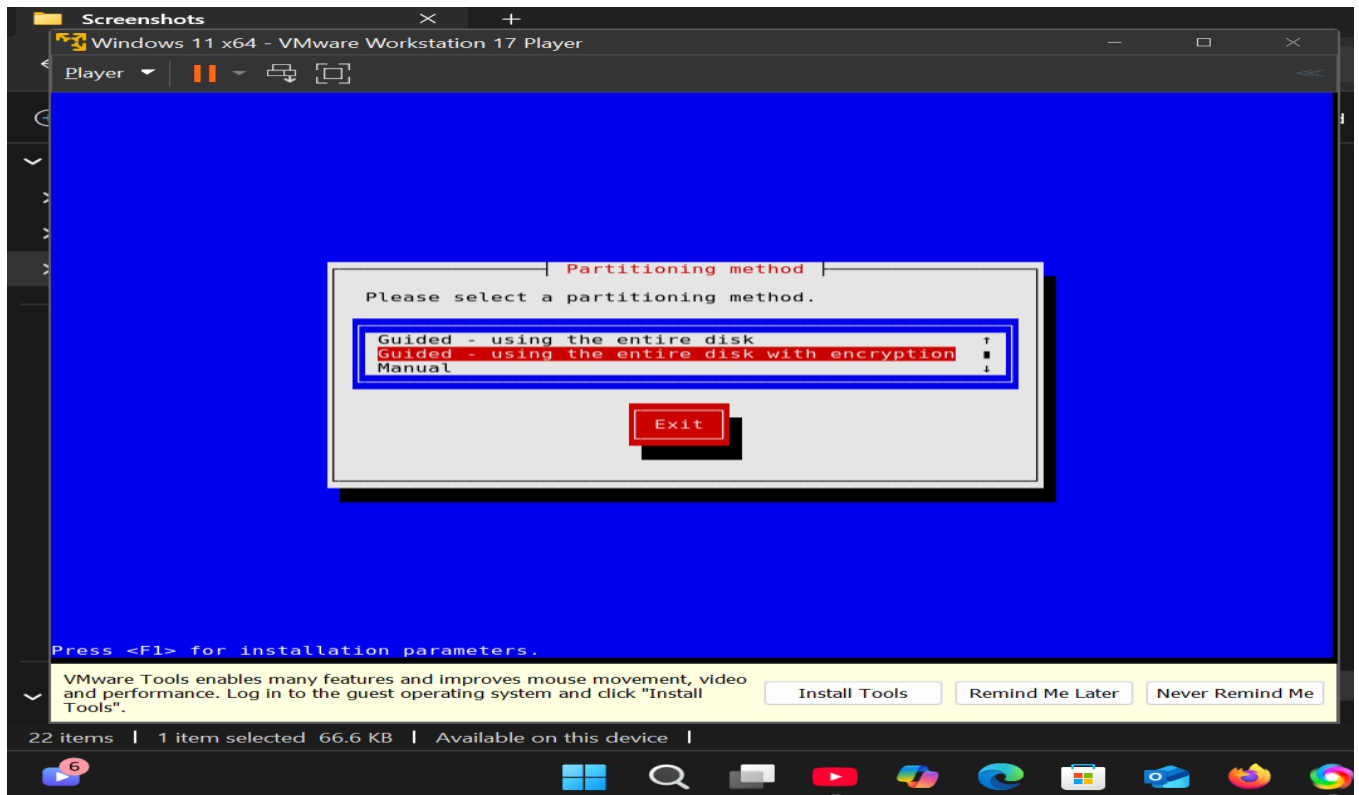 Screenshots
Windows 11 x64 - VMware Workstation 17 Player
Player
Partitioning method
Please select a partitioning method.
Guided - using the entire disk
Guided - using the entire disk with encryption
Manual
Exit
Press <F1> for installation parameters.
VMware Tools enables many features and improves mouse movement, video
and performance. Log in to the guest operating system and click "Install
Tools".
Install Tools
Remind Me Later
Never Remind Me
22 items | 1 item selected 66.6 KB | Available on this device |
6